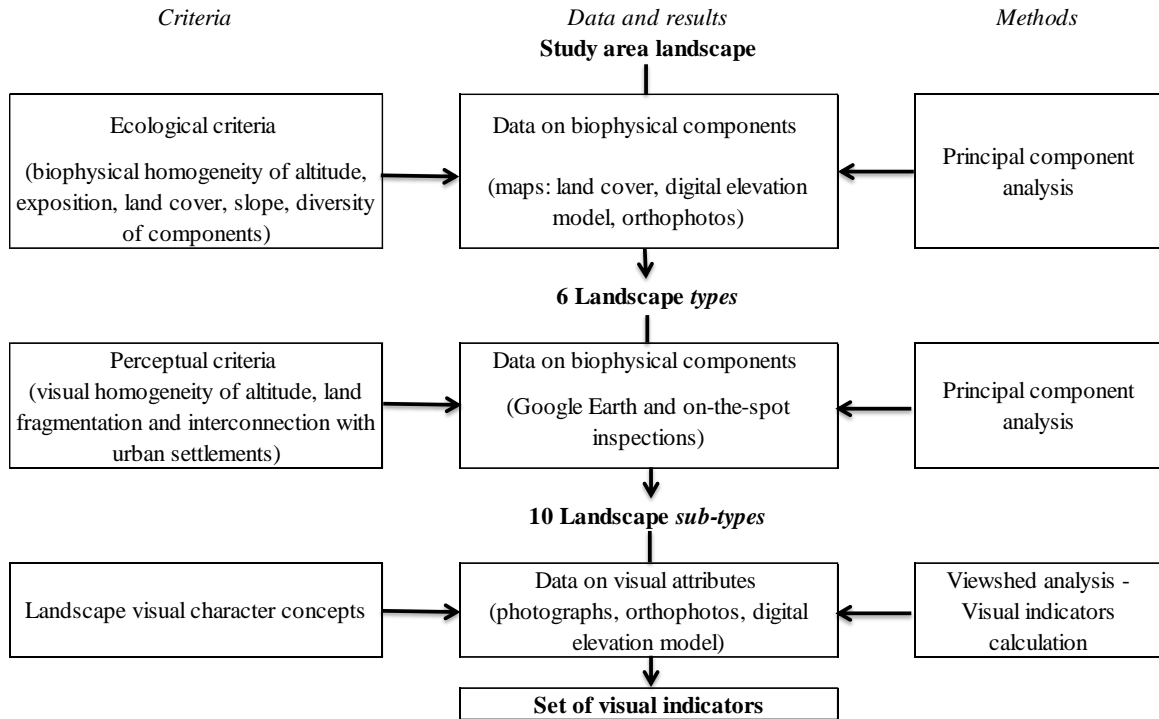 Criteria
Data and results
Methods
Study area landscape
Ecological criteria
(biophysical homogeneity of altitude,
exposition, land cover, slope, diversity
of components)
Data on biophysical components
(maps: land cover, digital elevation
model, orthophotos)
Principal component
analysis
6 Landscape types
Perceptual criteria
(visual homogeneity of altitude, land
fragmentation and interconnection with
urban settlements)
Data on biophysical components
(Google Earth and on-the-spot
inspections)
Principal component
analysis
10 Landscape sub-types
Landscape visual character concepts
Data on visual attributes
(photographs, orthophotos, digital
elevation model)
Viewshed analysis -
Visual indicators
calculation
Set of visual indicators